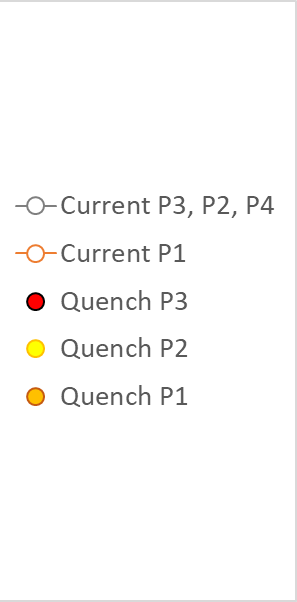 Current P3, P2, P4
Current P1
Quench P3
Quench P2
Quench P1